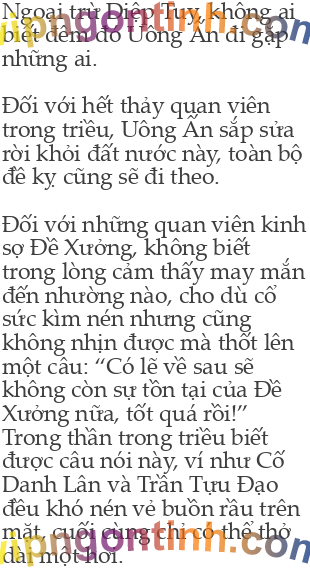 Ngoại trừ Diệp Tuy, không ai
biết đêm đó Uông Ấn đi gặp
những ai.
Đối với hết thảy quan viên
trong triều, Uông Ấn sắp sửa
rời khỏi đất nước này, toàn bộ
đề kỵ cũng sẽ đi theo.
Đối với những quan viên kinh
sợ Đề Xưởng, không biết
trong lòng cảm thấy may mắn
đến nhường nào, cho dù cổ
sức kìm nén nhưng cũng
không nhịn được mà thốt lên
một câu: “Có lẽ về sau sẽ
không còn sự tồn tại của Đề
Xưởng nữa, tốt quá rồi!”
Trong thần trong triều biết
được câu nói này, ví như Cố
Danh Lân và Trần Tựu Đạo
đều khó nén vẻ buồn rầu trên
mặt, cuối cùng chỉ có thể thở
dài một hơi.
vipngontinh.com
vipngontinh.com